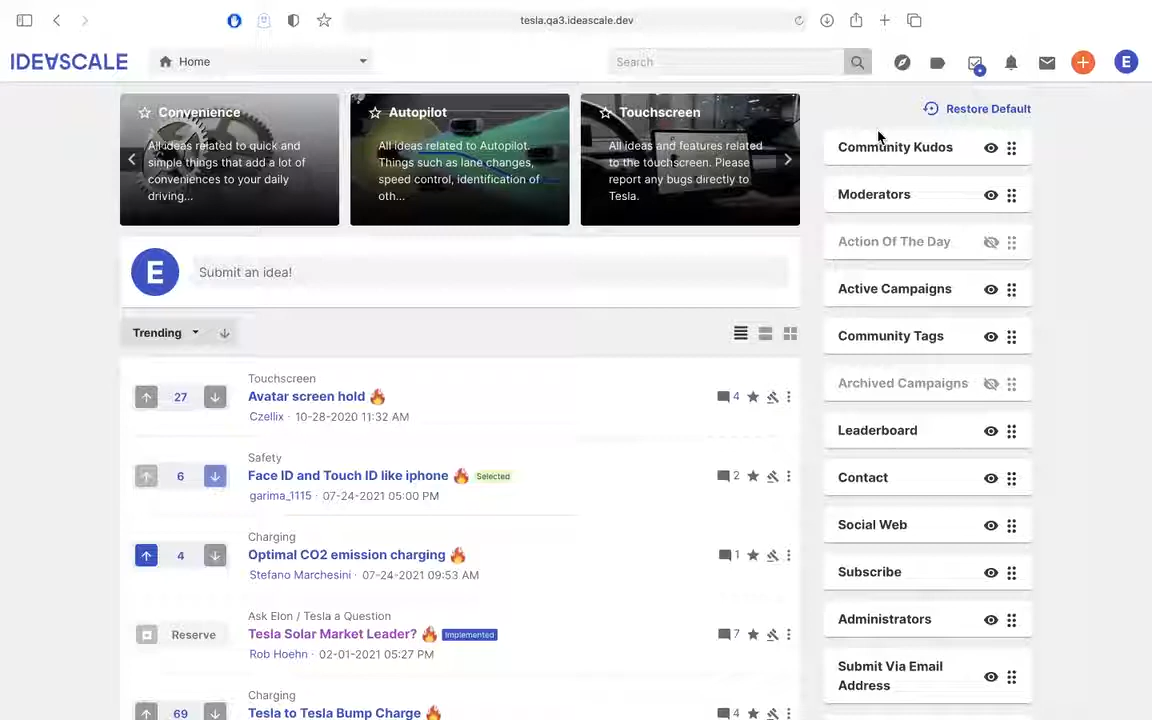 tesla.qa3.ideascale.dev
IDEASCALE
Home
Search
E
Restore Default
Convenience
All ideas related to quick and
simple things that add a lot of
conveniences to your daily
driving...
Autopilot
All ideas related to Autopilot.
Things such as lane changes,
speed control, identification of
oth...
Touchscreen
All ideas and features related
to the touchscreen. Please
report any bugs directly to
Tesla.
E
Submit an idea!
Trending
Touchscreen
27
Avatar screen hold
4
Czellix · 10-28-2020 11:32 AM
Safety
6
Face ID and Touch ID like iphone Selected
2
garima_1115 · 07-24-2021 05:00 PM
Charging
4
Optimal CO2 emission charging
1
Stefano Marchesini · 07-24-2021 09:53 AM
Ask Elon / Tesla a Question
Reserve
Tesla Solar Market Leader? Implemented
7
Rob Hoehn · 02-01-2021 05:27 PM
Charging
69
Tesla to Tesla Bump Charge
4
Community Kudos
Moderators
Action Of The Day
Active Campaigns
Community Tags
Archived Campaigns
Leaderboard
Contact
Social Web
Subscribe
Administrators
Submit Via Email
Address